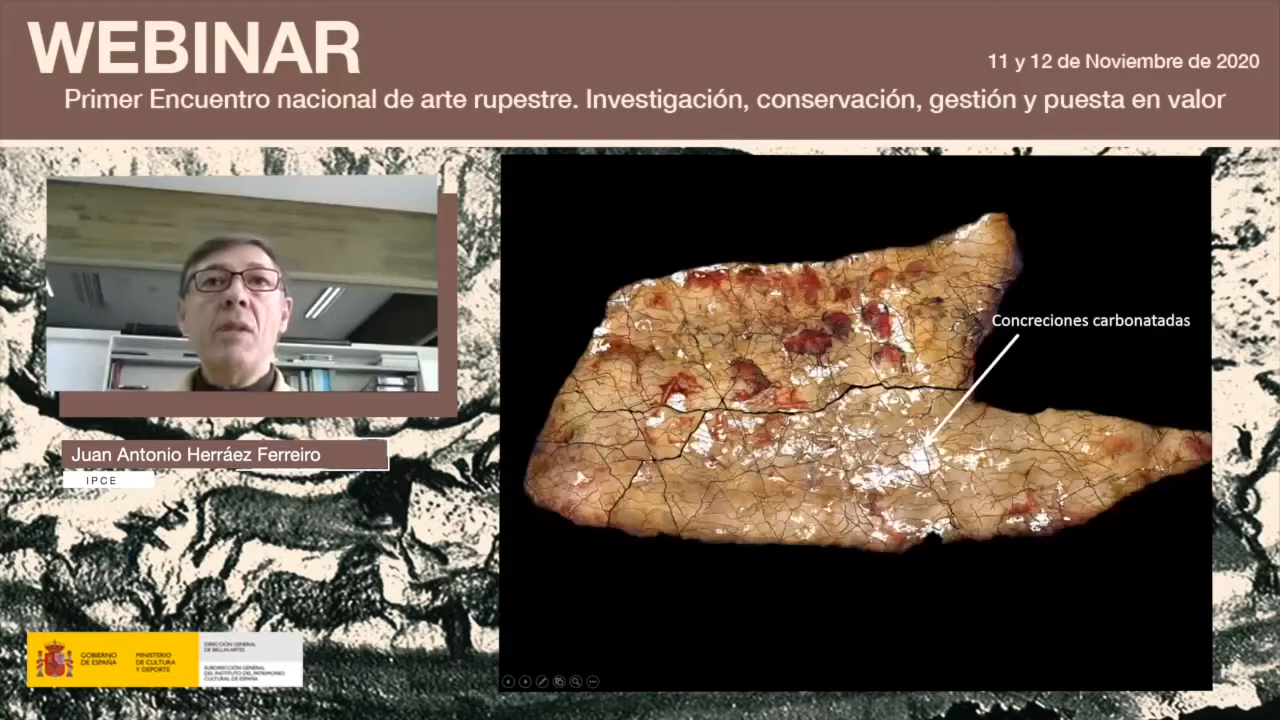 WEBINAR
11 y 12 de Noviembre de 2020
Primer Encuentro nacional de arte rupestre. Investigación, conservación, gestión y puesta en valor
Concreciones carbonatadas
Juan Antonio Herráez Ferreiro
IPCE
GOBIERNO
DE ESPAÑA
MINISTERIO
DE CULTURA
Y DEPORTE
DIRECCIÓN GENERAL
DE BELLAS ARTES
SUBDIRECCIÓN GENERAL
DEL INSTITUTO DEL PATRIMONIO
CULTURAL DE ESPAÑA